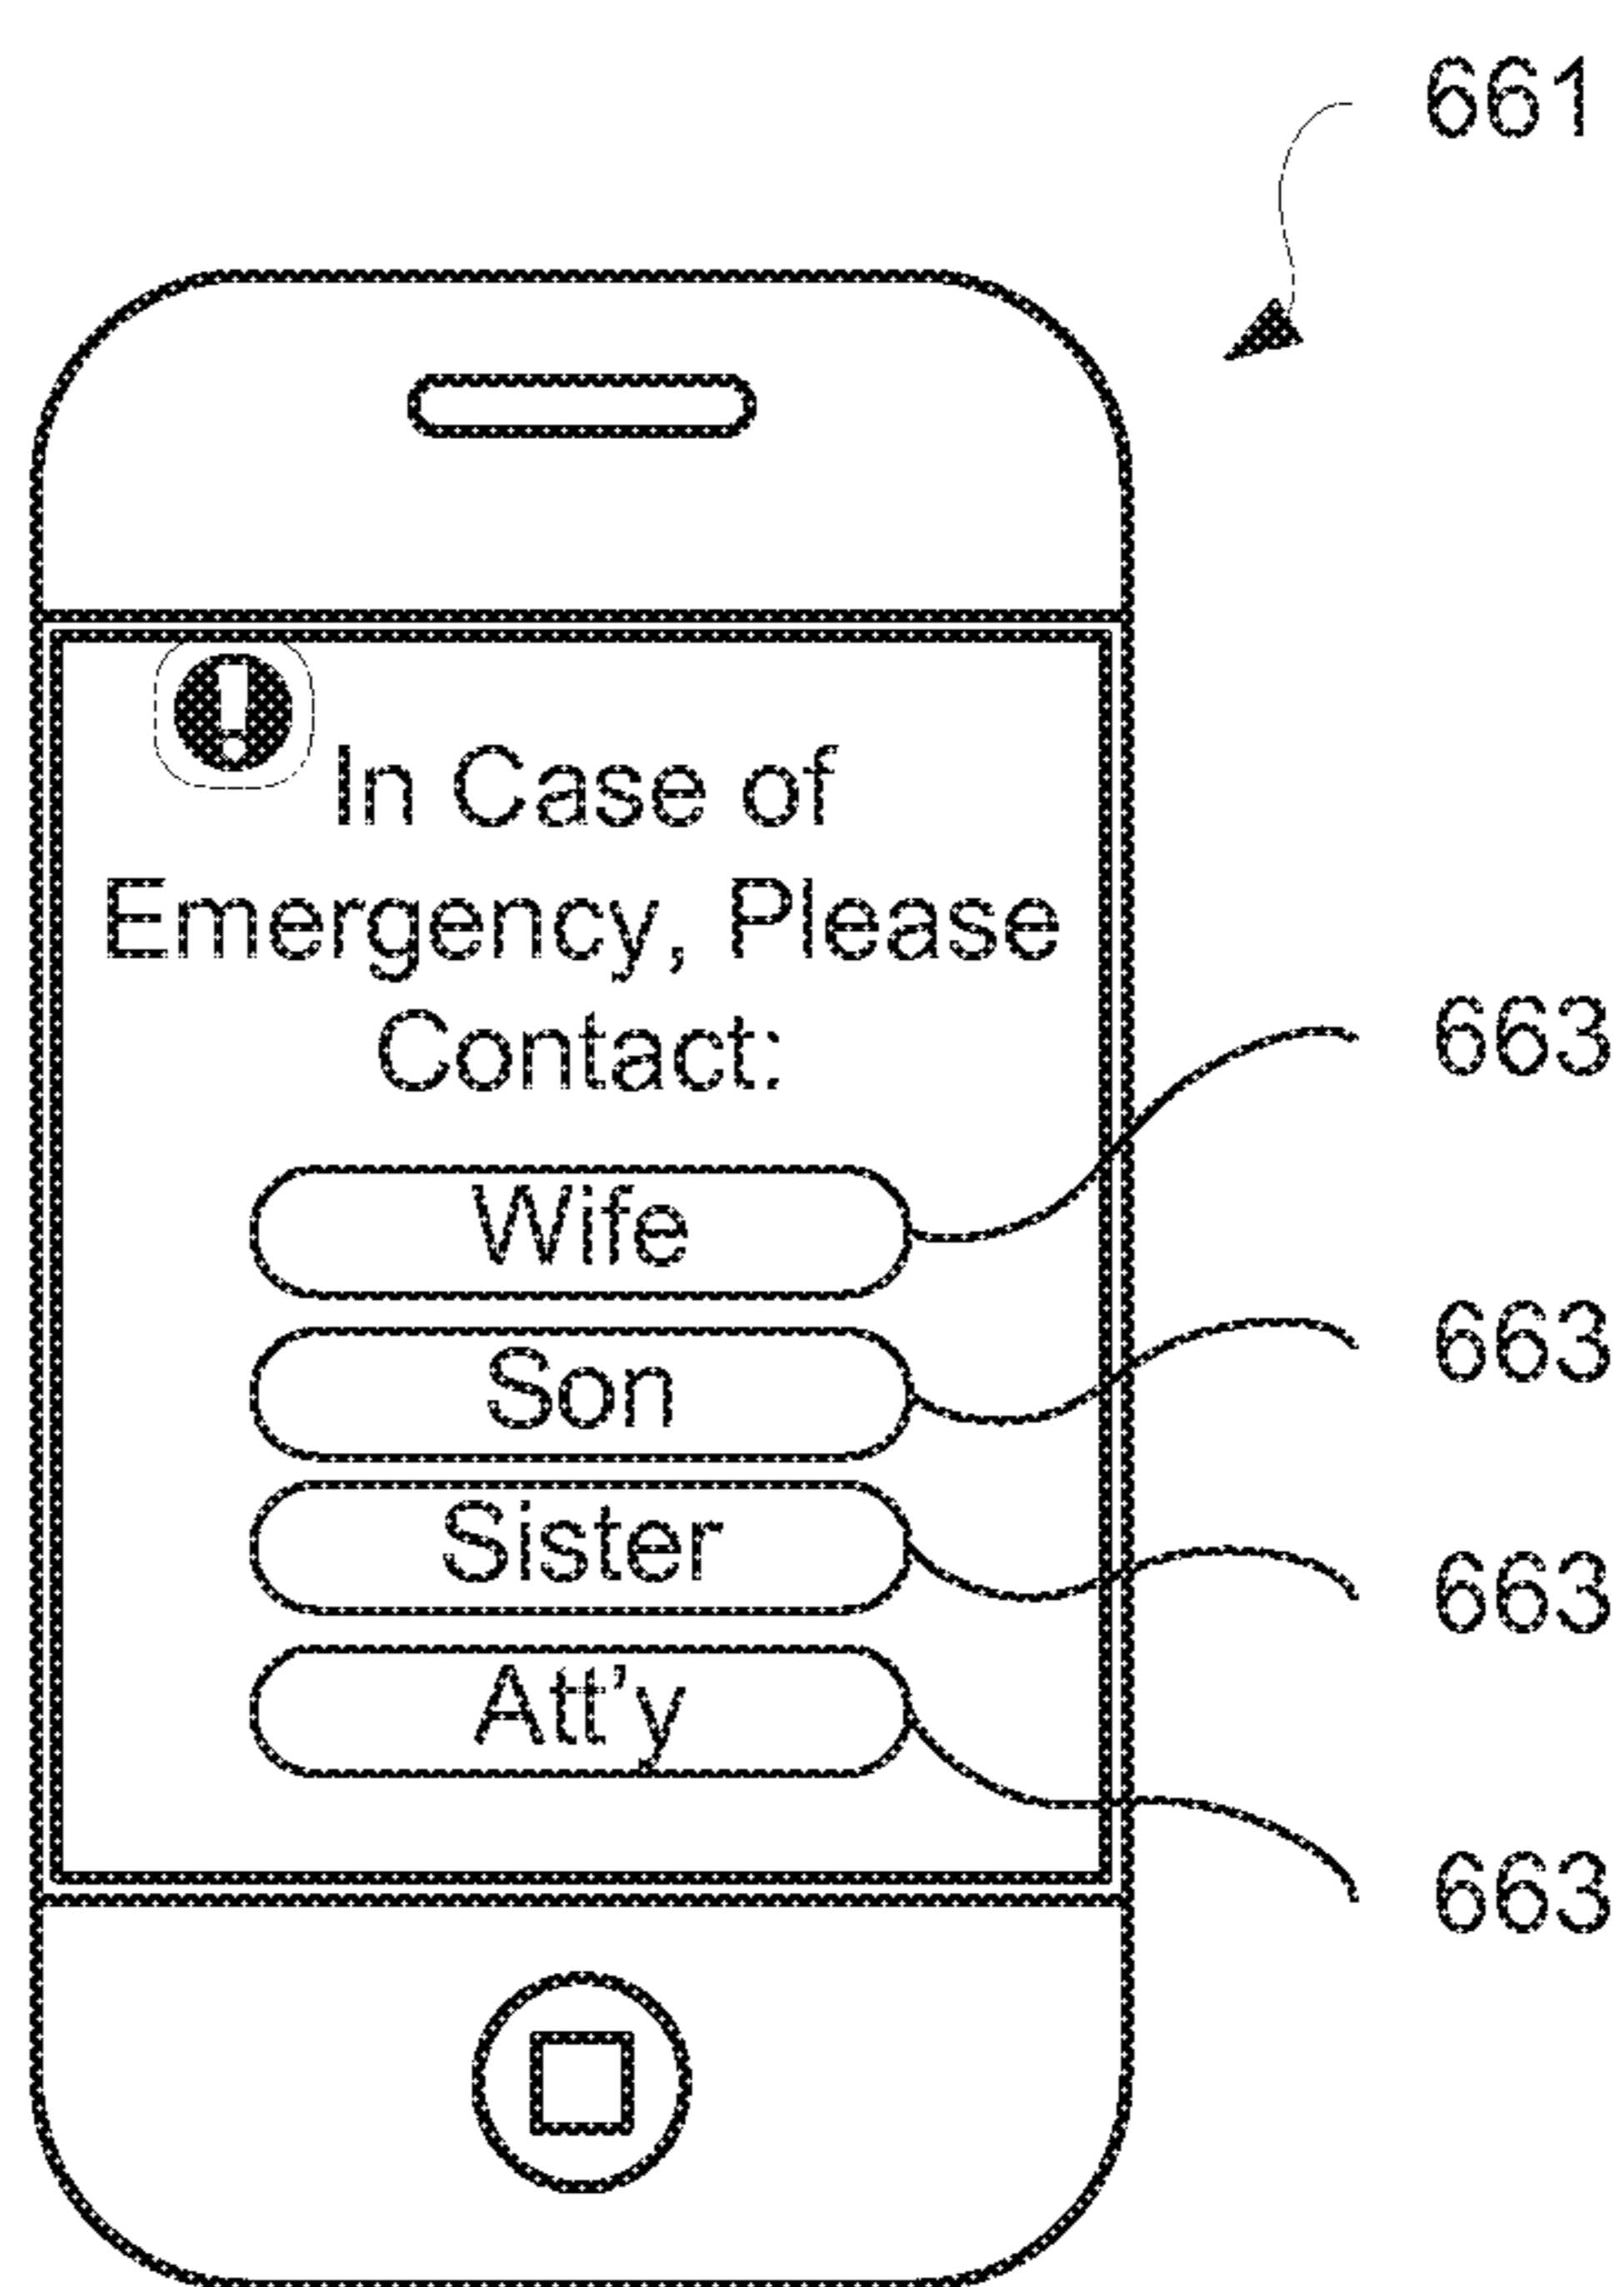 661
!
In Case of
Emergency, Please
Contact:
663
Wife
663
Son
663
Sister
663
Att'y
663